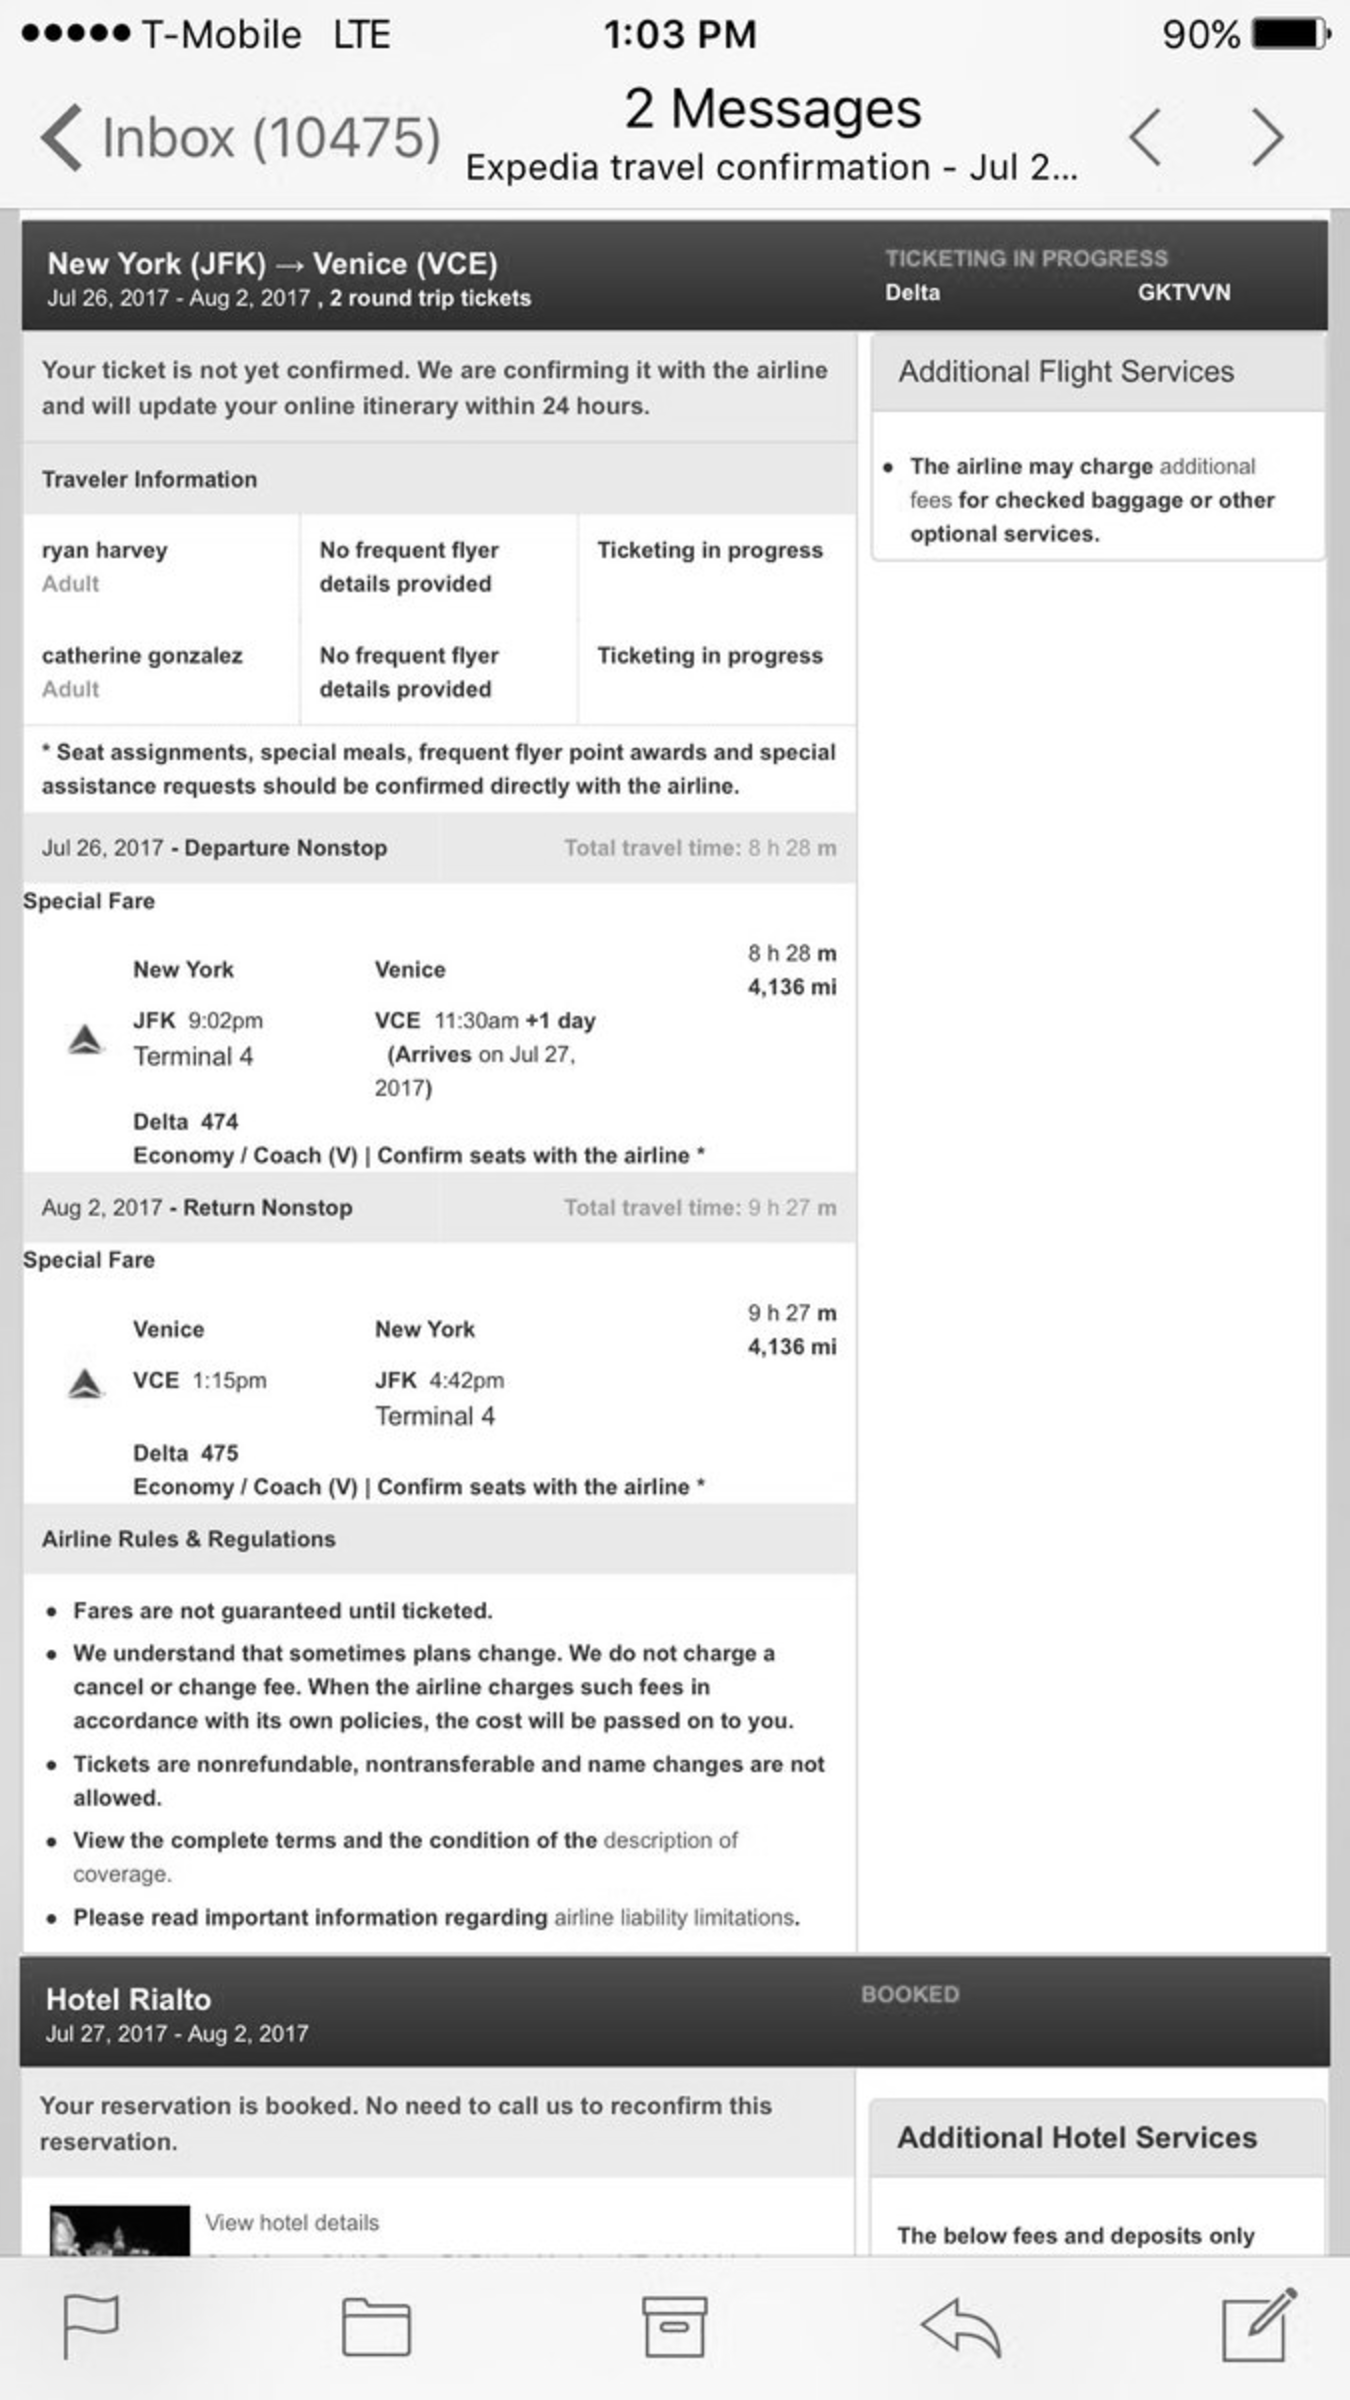 T-Mobile LTE 1:03 PM 90%
Inbox (10475)
2 Messages
Expedia travel confirmation - Jul 2...
New York (JFK) → Venice (VCE)
Jul 26, 2017 - Aug 2, 2017 , 2 round trip tickets
TICKETING IN PROGRESS
Delta GKTVVN
Your ticket is not yet confirmed. We are confirming it with the airline
and will update your online itinerary within 24 hours.
Additional Flight Services
• The airline may charge additional
fees for checked baggage or other
optional services.
Traveler Information
ryan harvey
Adult
No frequent flyer
details provided
Ticketing in progress
catherine gonzalez
Adult
No frequent flyer
details provided
Ticketing in progress
* Seat assignments, special meals, frequent flyer point awards and special
assistance requests should be confirmed directly with the airline.
Jul 26, 2017 - Departure Nonstop Total travel time: 8 h 28 m
Special Fare
New York
JFK 9:02pm
Terminal 4
Venice
VCE 11:30am +1 day
(Arrives on Jul 27,
2017)
8 h 28 m
4,136 mi
Delta 474
Economy / Coach (V) | Confirm seats with the airline *
Aug 2, 2017 - Return Nonstop Total travel time: 9 h 27 m
Special Fare
Venice
VCE 1:15pm
New York
JFK 4:42pm
Terminal 4
9 h 27 m
4,136 mi
Delta 475
Economy / Coach (V) | Confirm seats with the airline *
Airline Rules & Regulations
• Fares are not guaranteed until ticketed.
• We understand that sometimes plans change. We do not charge a
cancel or change fee. When the airline charges such fees in
accordance with its own policies, the cost will be passed on to you.
• Tickets are nonrefundable, nontransferable and name changes are not
allowed.
• View the complete terms and the condition of the description of
coverage.
• Please read important information regarding airline liability limitations.
Hotel Rialto
Jul 27, 2017 - Aug 2, 2017
BOOKED
Your reservation is booked. No need to call us to reconfirm this
reservation.
View hotel details
Additional Hotel Services
The below fees and deposits only